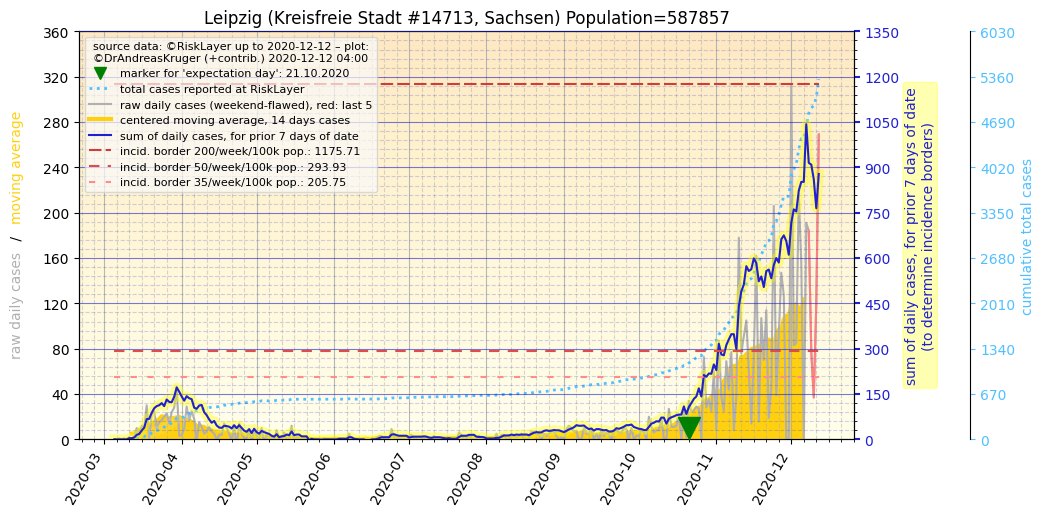 Leipzig (Kreisfreie Stadt #14713, Sachsen) Population=587857
source data: ©RiskLayer up to 2020-12-12 – plot:
©DrAndreasKruger (+contrib.) 2020-12-12 04:00
marker for 'expectation day': 21.10.2020
total cases reported at RiskLayer
raw daily cases (weekend-flawed), red: last 5
centered moving average, 14 days cases
sum of daily cases, for prior 7 days of date
incid. border 200/week/100k pop.: 1175.71
incid. border 50/week/100k pop.: 293.93
incid. border 35/week/100k pop.: 205.75
raw daily cases / moving average
360
320
280
240
200
160
120
80
40
0
2020-03
2020-04
2020-05
2020-06
2020-07
2020-08
2020-09
2020-10
2020-11
2020-12
1350
1200
1050
900
750
600
450
300
150
0
sum of daily cases, for prior 7 days of date
(to determine incidence borders)
6030
5360
4690
4020
3350
2680
2010
1340
670
0
cumulative total cases